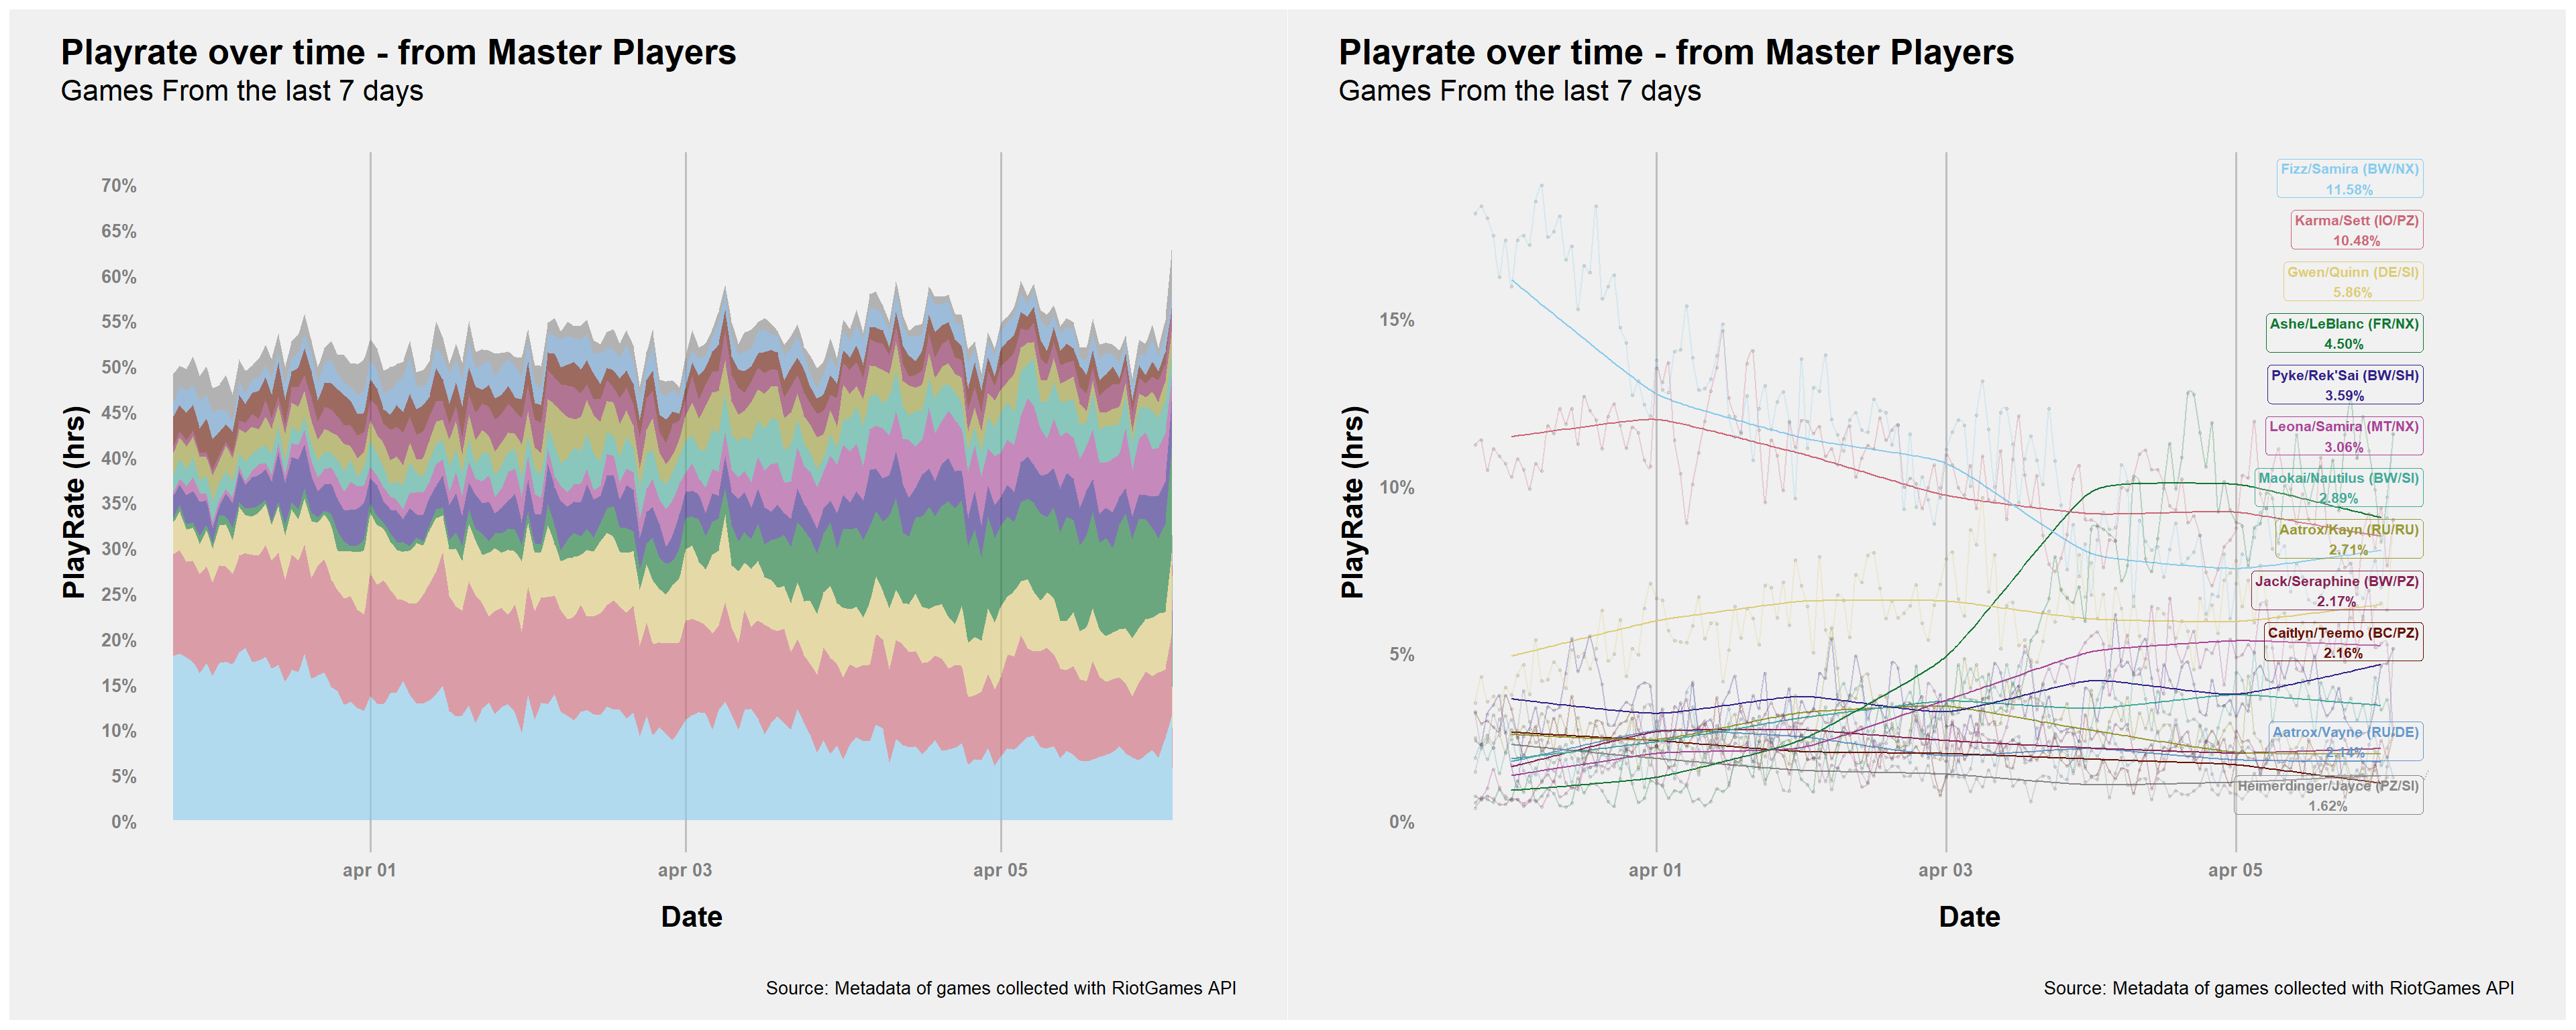 Playrate over time - from Master Players
Games From the last 7 days
70%
65%
60%
55%
50%
45%
40%
35%
30%
25%
20%
15%
10%
5%
0%
PlayRate (hrs)
apr 01
apr 03
apr 05
Date
Source: Metadata of games collected with RiotGames API
Playrate over time - from Master Players
Games From the last 7 days
15%
10%
5%
0%
PlayRate (hrs)
Fizz/Samira (BW/NX)
11.58%
Karma/Sett (IO/PZ)
10.48%
Gwen/Quinn (DE/SI)
5.86%
Ashe/LeBlanc (FR/NX)
4.50%
Pyke/Rek'Sai (BW/SH)
3.59%
Leona/Samira (MT/NX)
3.06%
Maokai/Nautilus (BW/SI)
2.89%
Aatrox/Kayn (RU/RU)
2.71%
Jack/Seraphine (BW/PZ)
2.17%
Caitlyn/Teemo (BC/PZ)
2.16%
Aatrox/Vayne (RU/DE)
2.14%
Heimerdinger/Jayce (PZ/SI)
1.62%
apr 01
apr 03
apr 05
Date
Source: Metadata of games collected with RiotGames API